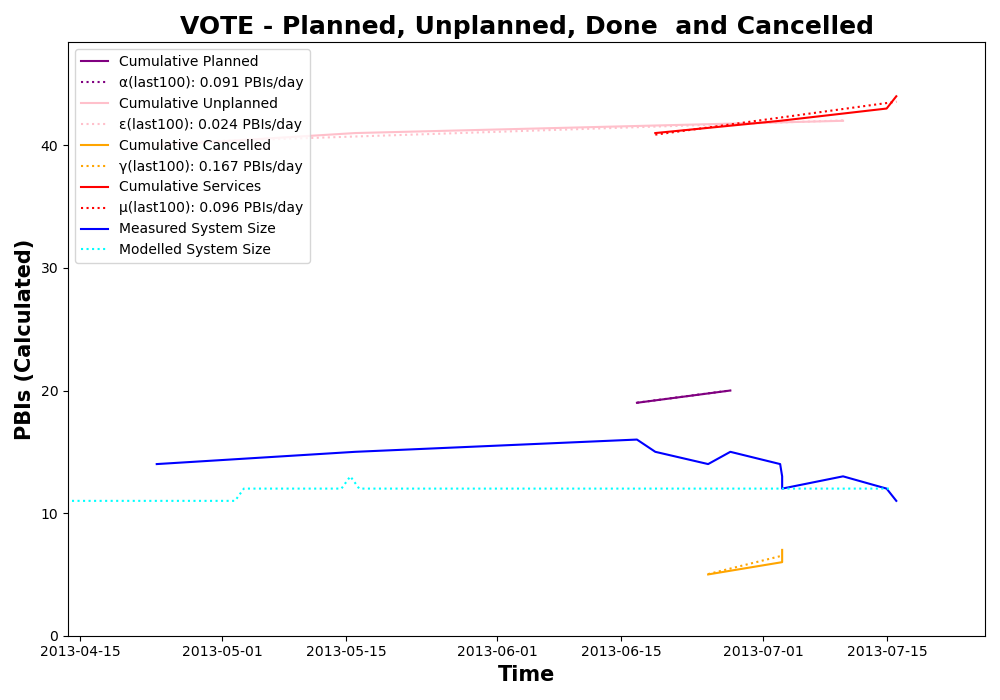 VOTE - Planned, Unplanned, Done  and Cancelled
Cumulative Planned
α(last100): 0.091 PBIs/day
Cumulative Unplanned
ε(last100): 0.024 PBIs/day
Cumulative Cancelled
γ(last100): 0.167 PBIs/day
Cumulative Services
μ(last100): 0.096 PBIs/day
Measured System Size
Modelled System Size
PBIs (Calculated)
40
30
20
10
0
2013-04-15 2013-05-01 2013-05-15 2013-06-01 2013-06-15 2013-07-01 2013-07-15
Time